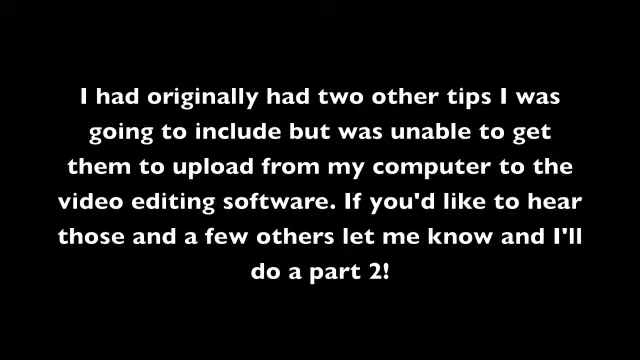 I had originally had two other tips I was
going to include but was unable to get
them to upload from my computer to the
video editing software. If you'd like to hear
those and a few others let me know and I'll
do a part 2!